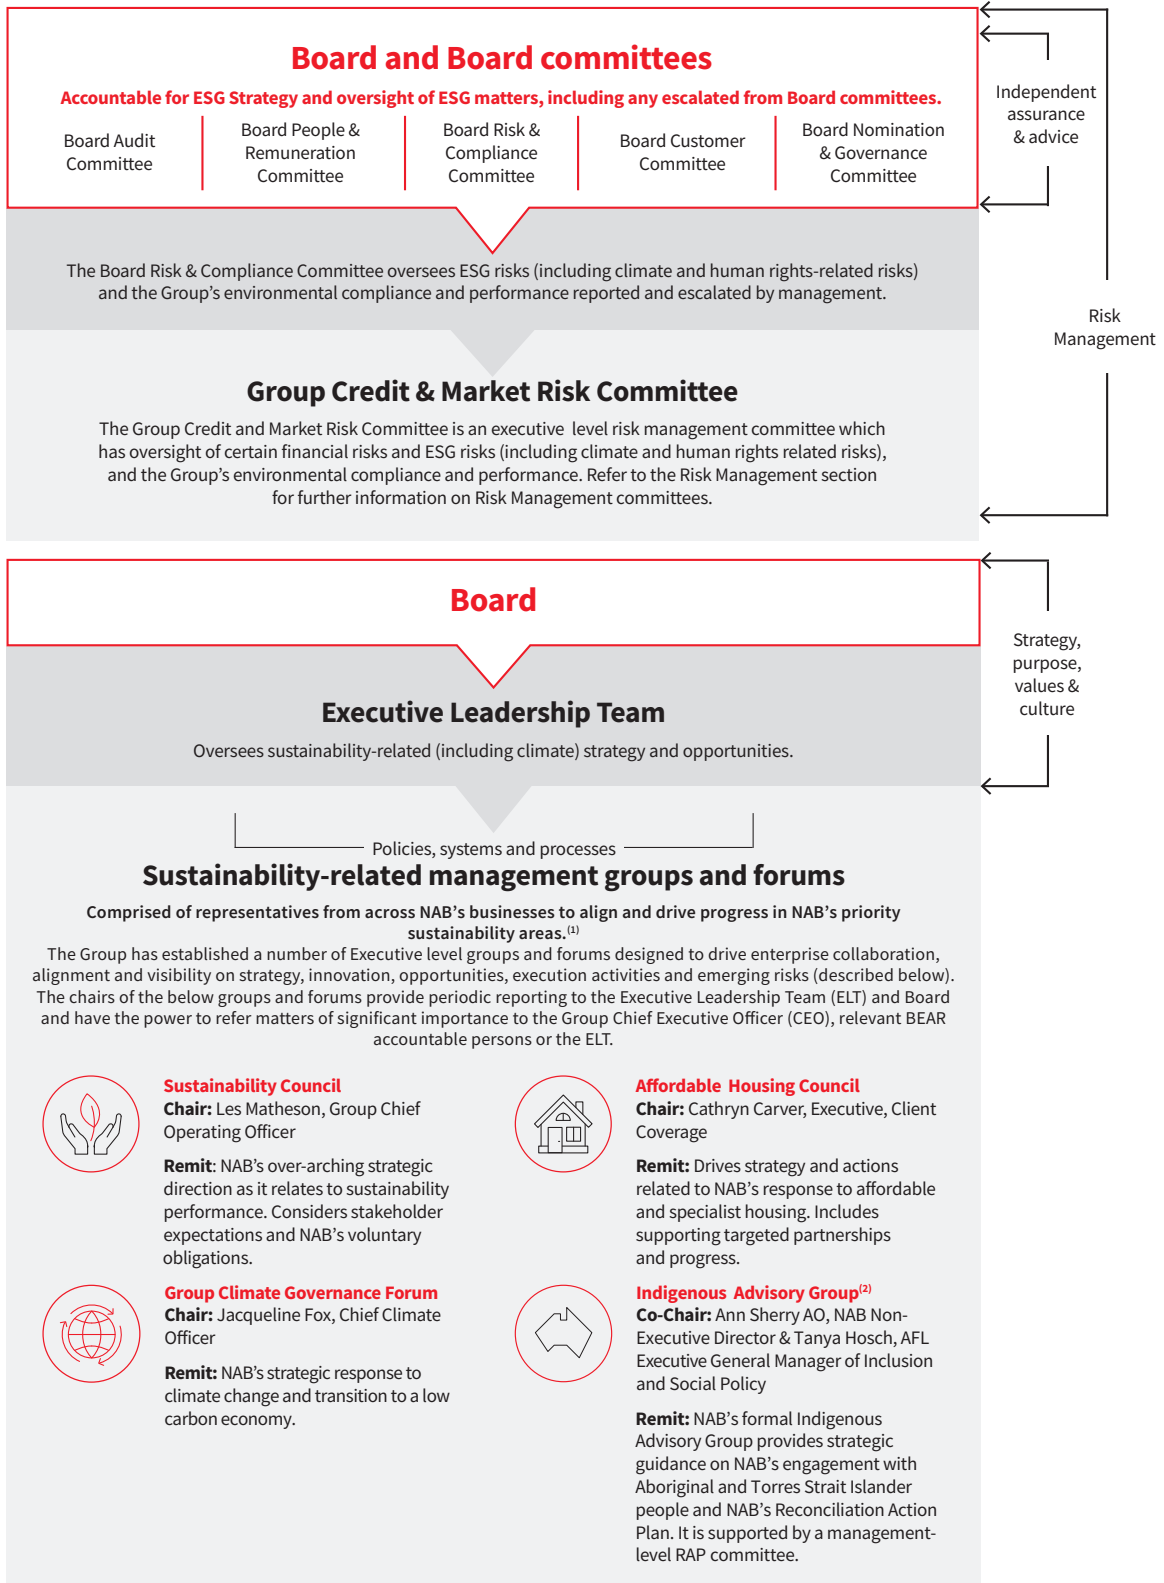 Board and Board committees
Accountable for ESG Strategy and oversight of ESG matters, including any escalated from Board committees.
Board Audit
Committee
Board People &
Remuneration
Committee
Board Risk &
Compliance
Committee
Board Customer
Committee
Board Nomination
& Governance
Committee
Independent
assurance
& advice
The Board Risk & Compliance Committee oversees ESG risks (including climate and human rights-related risks)
and the Group's environmental compliance and performance reported and escalated by management.
Risk
Management
Group Credit & Market Risk Committee
The Group Credit and Market Risk Committee is an executive level risk management committee which
has oversight of certain financial risks and ESG risks (including climate and human rights related risks),
and the Group's environmental compliance and performance. Refer to the Risk Management section
for further information on Risk Management committees.
Board
Strategy,
purpose,
values &
culture
Executive Leadership Team
Oversees sustainability-related (including climate) strategy and opportunities.
Policies, systems and processes
Sustainability-related management groups and forums
Comprised of representatives from across NAB's businesses to align and drive progress in NAB's priority
sustainability areas.(1)
The Group has established a number of Executive level groups and forums designed to drive enterprise collaboration,
alignment and visibility on strategy, innovation, opportunities, execution activities and emerging risks (described below).
The chairs of the below groups and forums provide periodic reporting to the Executive Leadership Team (ELT) and Board
and have the power to refer matters of significant importance to the Group Chief Executive Officer (CEO), relevant BEAR
accountable persons or the ELT.
Sustainability Council
Chair: Les Matheson, Group Chief
Operating Officer
Remit: NAB's over-arching strategic
direction as it relates to sustainability
performance. Considers stakeholder
expectations and NAB's voluntary
obligations.
Affordable Housing Council
Chair: Cathryn Carver, Executive, Client
Coverage
Remit: Drives strategy and actions
related to NAB's response to affordable
and specialist housing. Includes
supporting targeted partnerships
and progress.
Group Climate Governance Forum
Chair: Jacqueline Fox, Chief Climate
Officer
Remit: NAB's strategic response to
climate change and transition to a low
carbon economy.
Indigenous Advisory Group(2)
Co-Chair: Ann Sherry AO, NAB Non-
Executive Director & Tanya Hosch, AFL
Executive General Manager of Inclusion
and Social Policy
Remit: NAB's formal Indigenous
Advisory Group provides strategic
guidance on NAB's engagement with
Aboriginal and Torres Strait Islander
people and NAB's Reconciliation Action
Plan. It is supported by a management-
level RAP committee.